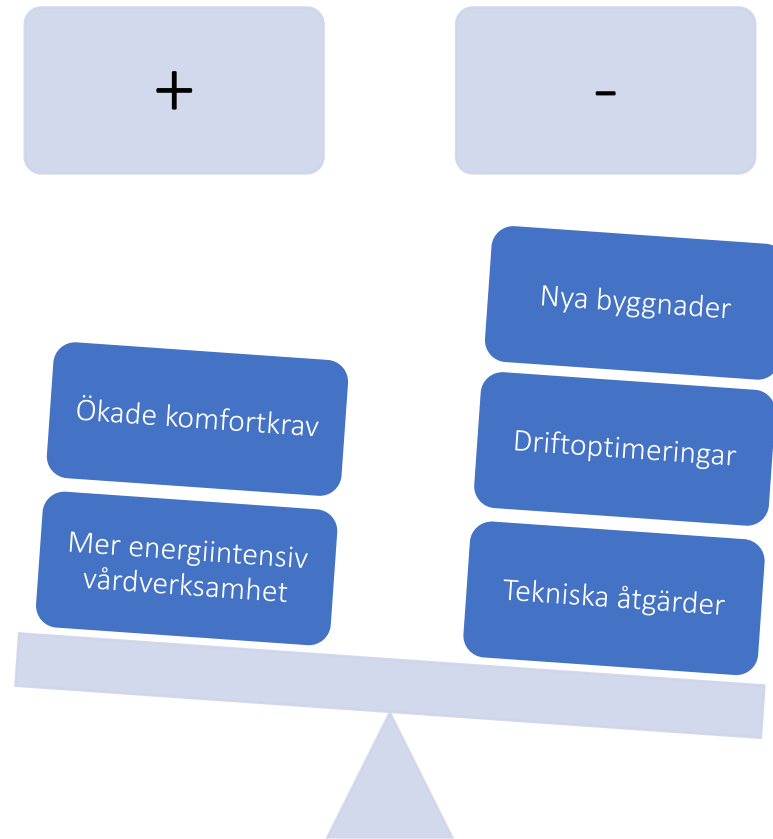 +
-
Nya byggnader
Ökade komfortkrav
Driftoptimeringar
Mer energiintensiv
vårdverksamhet
Tekniska åtgärder